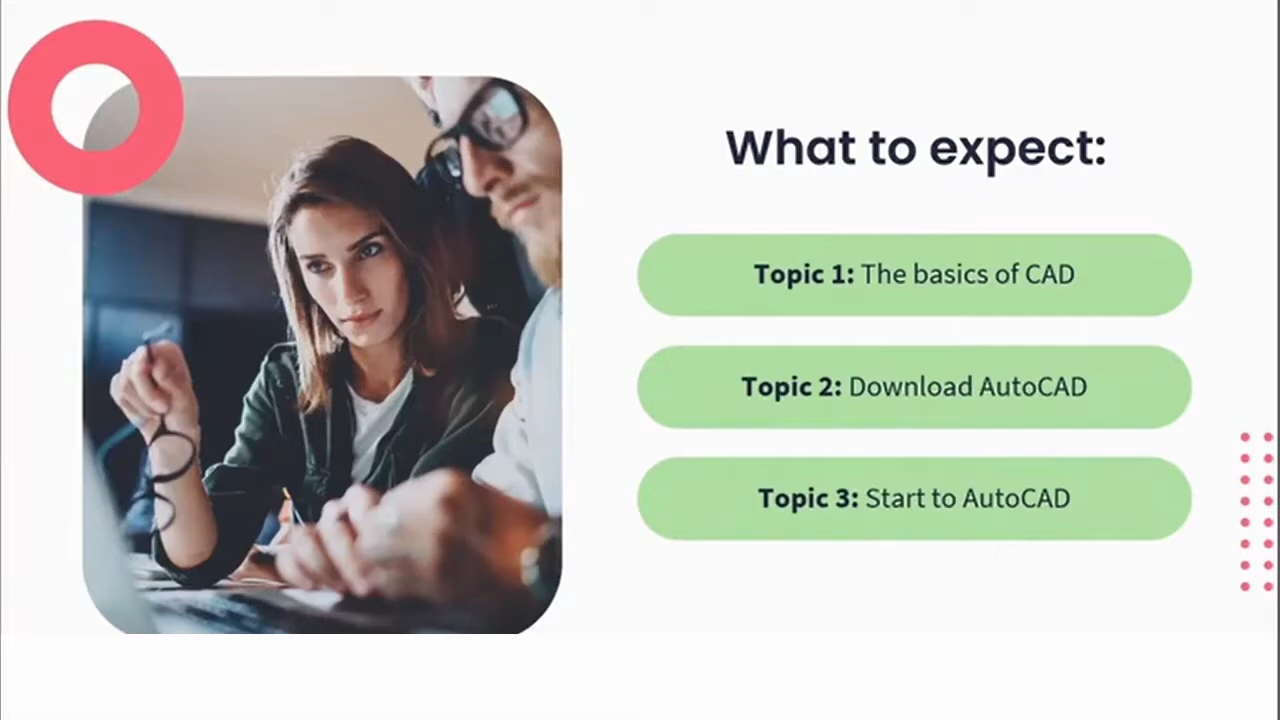 What to expect:
Topic 1: The basics of CAD
Topic 2: Download AutoCAD
Topic 3: Start to AutoCAD